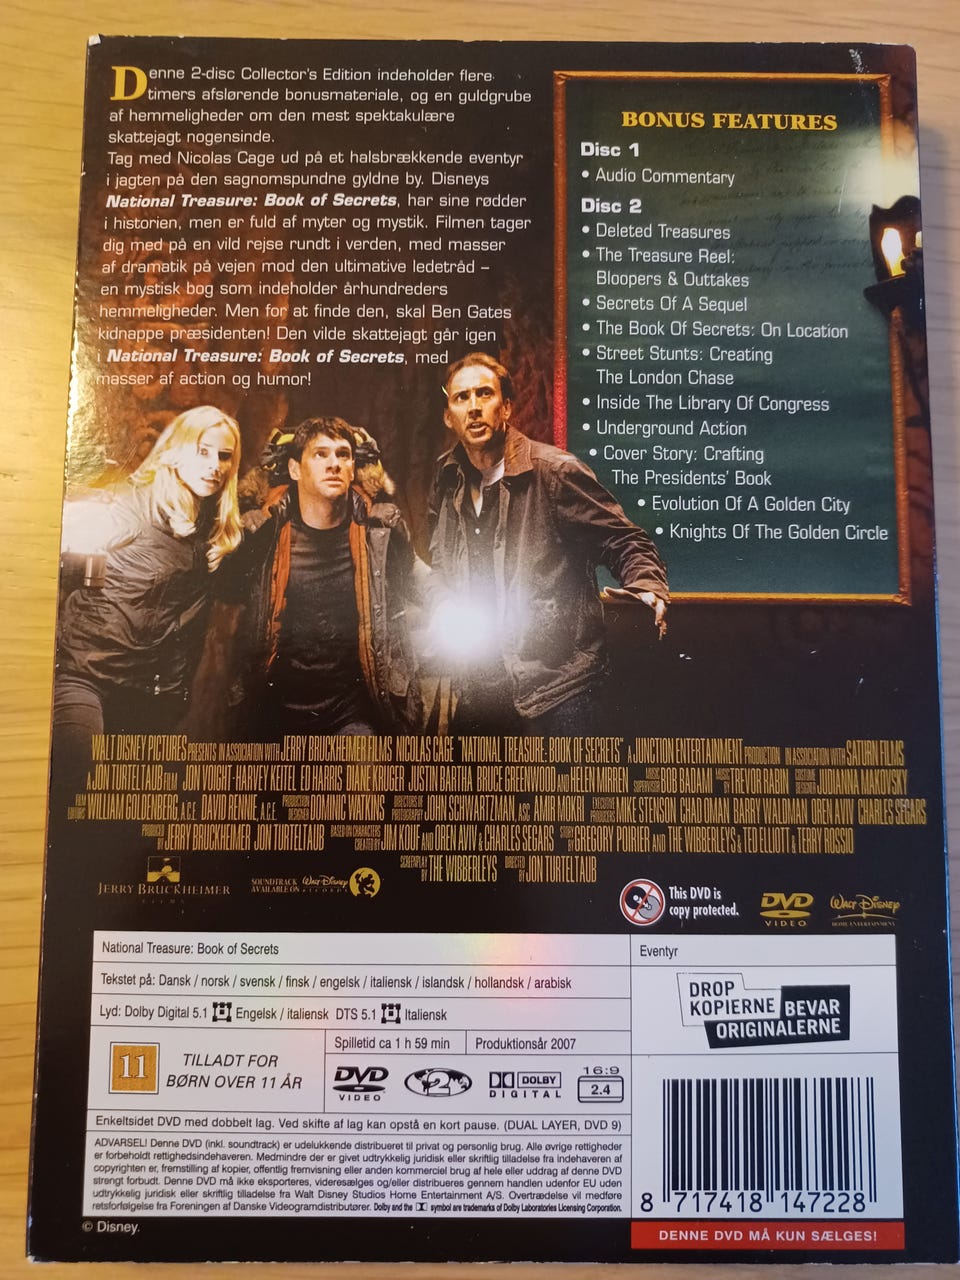 Denne 2-disc Collector's Edition indeholder flere
timers afslørende bonusmateriale, og en guldgrube
af hemmeligheder om den mest spektakulære
skattejagt nogensinde.
Tag med Nicolas Cage ud på et halsbrækkende eventyr
i jagten på den sagnomspundne gyldne by. Disneys
National Treasure: Book of Secrets, har sine rødder
i historien, men er fuld af myter og mystik. Filmen tager
dig med på en vild rejse rundt i verden, med masser
af dramatik på vejen mod den ultimative ledetråd –
en mystisk bog som indeholder århundreders
hemmeligheder. Men for at finde den, skal Ben Gates
kidnappe præsidenten! Den vilde skattejagt går igen
i National Treasure: Book of Secrets, med
masser af action og humor!
BONUS FEATURES
Disc 1
• Audio Commentary
Disc 2
• Deleted Treasures
• The Treasure Reel:
Bloopers & Outtakes
• Secrets Of A Sequel
• The Book Of Secrets: On Location
• Street Stunts: Creating
The London Chase
• Inside The Library Of Congress
• Underground Action
• Cover Story: Crafting
The Presidents' Book
• Evolution Of A Golden City
• Knights Of The Golden Circle
WALT DISNEY PICTURES PRESENTS IN ASSOCIATION WITH JERRY BRUCKHEIMER FILMS NICOLAS CAGE "NATIONAL TREASURE: BOOK OF SECRETS" A JUNCTION ENTERTAINMENT PRODUCTION IN ASSOCIATION WITH SATURN FILMS
A JON TURTELTAUB FILM JON VOIGHT HARVEY KEITEL ED HARRIS DIANE KRUGER JUSTIN BARTHA BRUCE GREENWOOD AND HELEN MIRREN MUSIC SUPERVISOR BOB BADAMI MUSIC BY TREVOR RABIN COSTUME DESIGNER JUDIANNA MAKOVSKY
FILM EDITORS WILLIAM GOLDENBERG, A.C.E. DAVID RENNIE, A.C.E. PRODUCTION DESIGNER DOMINIC WATKINS DIRECTORS OF PHOTOGRAPHY JOHN SCHWARTZMAN, ASC AMIR MOKRI EXECUTIVE PRODUCERS MIKE STENSON CHAD OMAN BARRY WALDMAN OREN AVIV CHARLES SEGARS
PRODUCED BY JERRY BRUCKHEIMER JON TURTELTAUB BASED ON CHARACTERS CREATED BY JIM KOUF AND OREN AVIV & CHARLES SEGARS STORY BY GREGORY POIRIER AND THE WIBBERLEYS & TED ELLIOTT & TERRY ROSSIO
SCREENPLAY BY THE WIBBERLEYS DIRECTED BY JON TURTELTAUB
JERRY BRUCKHEIMER
FILMS
SOUNDTRACK
AVAILABLE ON Walt Disney RECORDS
This DVD is
copy protected.
DVD
VIDEO
Walt Disney
HOME ENTERTAINMENT
National Treasure: Book of Secrets
Eventyr
Tekstet på: Dansk / norsk / svensk / finsk / engelsk / italiensk / islandsk / hollandsk / arabisk
Lyd: Dolby Digital 5.1 Engelsk / italiensk DTS 5.1 Italiensk
DROP
KOPIERNE BEVAR
ORIGINALERNE
11
TILLADT FOR
BØRN OVER 11 ÅR
Spilletid ca 1 h 59 min
Produktionsår 2007
DVD
VIDEO
2
DOLBY
DIGITAL
16:9
2.4
Enkeltsidet DVD med dobbelt lag. Ved skifte af lag kan opstå en kort pause. (DUAL LAYER, DVD 9)
ADVARSEL! Denne DVD (inkl. soundtrack) er udelukkende distribueret til privat og personlig brug. Alle øvrige rettigheder
er forbeholdt rettighedsindehaveren. Medmindre der er givet udtrykkelig juridisk eller skriftlig tilladelse fra indehaveren af
copyrighten er, fremstilling af kopier, offentlig fremvisning eller anden kommerciel brug af hele eller uddrag af denne DVD
strengt forbudt. Denne DVD må ikke eksporteres, videresælges og/eller distribueres gennem handlen udenfor EU uden
udtrykkelig juridisk eller skriftlig tilladelse fra Walt Disney Studios Home Entertainment A/S. Overtrædelse vil medføre
retsforfølgelse fra Foreningen af Danske Videogramdistributører. Dolby and the symbol are trademarks of Dolby Laboratories Licensing Corporation.
8 717418 147228
© Disney.
DENNE DVD MÅ KUN SÆLGES!